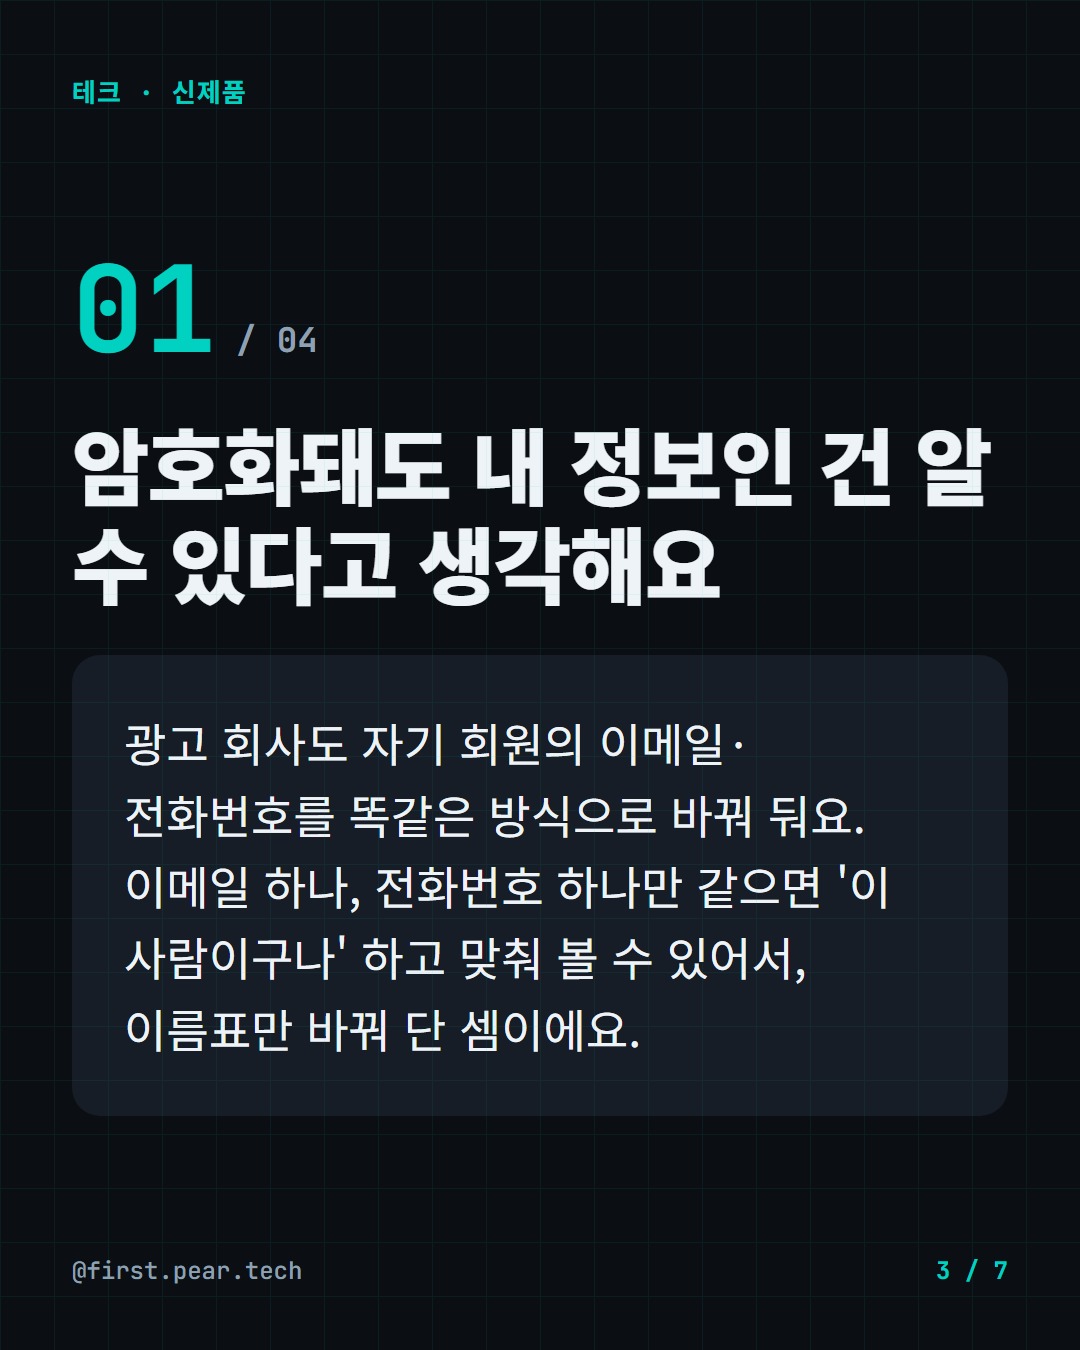 테크 · 신제품
01 / 04
암호화돼도 내 정보인 건 알
수 있다고 생각해요
광고 회사도 자기 회원의 이메일·
전화번호를 똑같은 방식으로 바꿔 둬요.
이메일 하나, 전화번호 하나만 같으면 '이
사람이구나' 하고 맞춰 볼 수 있어서,
이름표만 바꿔 단 셈이에요.
@first.pear.tech
3 / 7